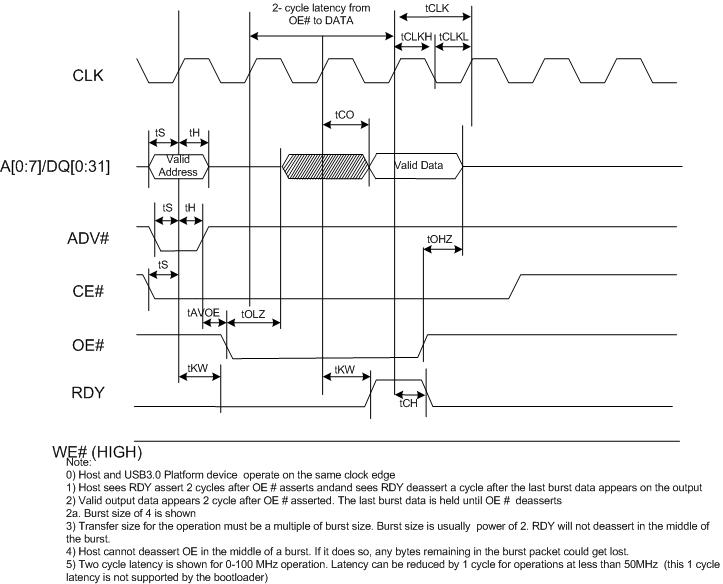 2- cycle latency from
OE# to DATA
tCLK
tCLKH
tCLKL
CLK
tCO
tS
tH
A[0:7]/DQ[0:31]
Valid
Address
Valid Data
tS
tH
ADV#
tOHZ
tS
CE#
tAVOE
tOLZ
OE#
tKW
tKW
RDY
tCH
WE# (HIGH)
Note:
0) Host and USB3.0 Platform device operate on the same clock edge
1) Host sees RDY assert 2 cycles after OE # asserts andand sees RDY deassert a cycle after the last burst data appears on the output
2) Valid output data appears 2 cycle after OE # asserted. The last burst data is held until OE # deasserts
2a. Burst size of 4 is shown
3) Transfer size for the operation must be a multiple of burst size. Burst size is usually power of 2. RDY will not deassert in the middle of
the burst.
4) Host cannot deassert OE in the middle of a burst. If it does so, any bytes remaining in the burst packet could get lost.
5) Two cycle latency is shown for 0-100 MHz operation. Latency can be reduced by 1 cycle for operations at less than 50MHz (this 1 cycle
latency is not supported by the bootloader)